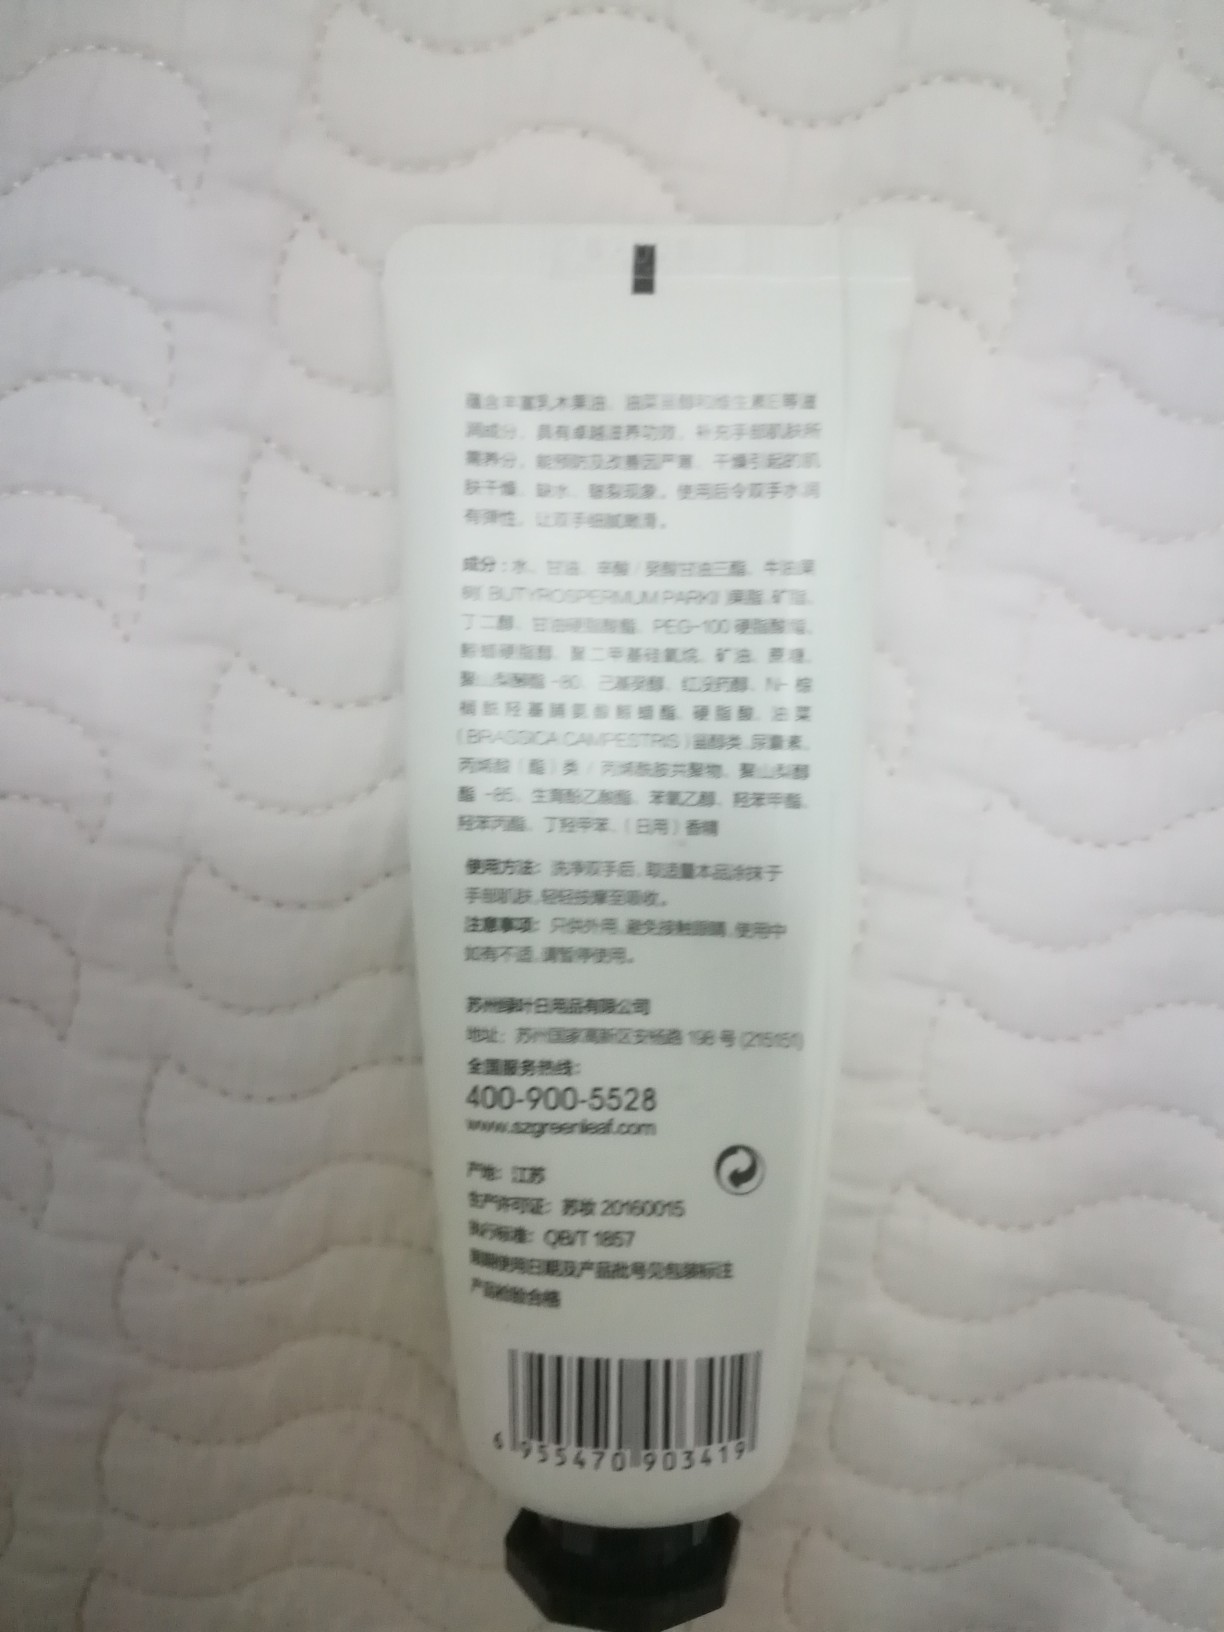 蕴含丰富乳木果油、油菜甾醇和维生素E等滋
润成分，具有卓越滋养功效，补充手部肌肤所
需养分，能预防及改善因严寒、干燥引起的肌
肤干燥、缺水、皲裂现象。使用后令双手水润
有弹性，让双手细腻嫩滑。
成分：水、甘油、辛酸/癸酸甘油三酯、牛油果
树( BUTYROSPERMUM PARKII )果脂、矿脂、
丁二醇、甘油硬脂酸酯、PEG-100 硬脂酸酯、
鲸蜡硬脂醇、聚二甲基硅氧烷、矿油、蔗糖、
聚山梨醇酯 -80、己基癸醇、红没药醇、N- 棕
榈酰羟基脯氨酸鲸蜡酯、硬脂酸、油菜
( BRASSICA CAMPESTRIS )甾醇类、尿囊素、
丙烯酸（酯）类/丙烯酰胺共聚物、聚山梨醇
酯 -85、生育酚乙酸酯、苯氧乙醇、羟苯甲酯、
羟苯丙酯、丁羟甲苯、（日用）香精
使用方法：洗净双手后，取适量本品涂抹于
手部肌肤，轻轻按摩至吸收。
注意事项：只供外用，避免接触眼睛，使用中
如有不适，请暂停使用。
苏州绿叶日用品有限公司
地址：苏州国家高新区安杨路 198 号 (215151)
全国服务热线：
400-900-5528
www.szgreenleaf.com
产地：江苏
生产许可证：苏妆 20160015
执行标准：QB/T 1857
限期使用日期及产品批号见包装标注
产品检验合格
6 955470 903419